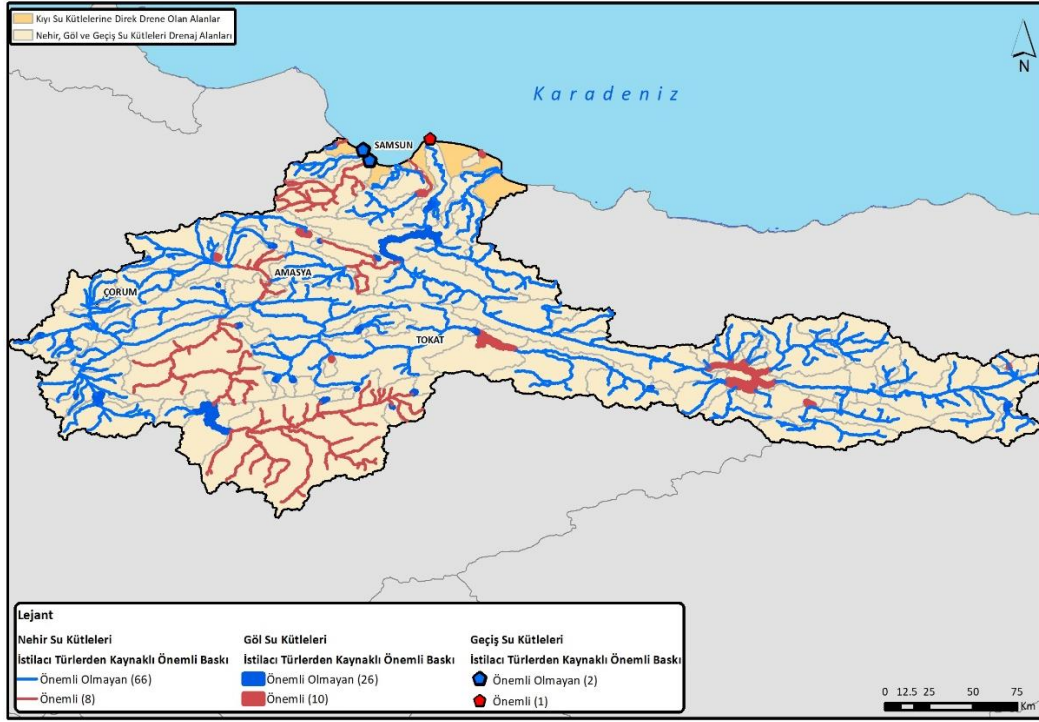 Kıyı Su Kütlelerine Direk Drene Olan Alanlar
Nehir, Göl ve Geçiş Su Kütleleri Drenaj Alanları
N
Karadeniz
SAMSUN
AMASYA
ÇORUM
TOKAT
Lejant
Nehir Su Kütleleri
İstilacı Türlerden Kaynaklı Önemli Baskı
Önemli Olmayan (66)
Önemli (8)
Göl Su Kütleleri
İstilacı Türlerden Kaynaklı Önemli Baskı
Önemli Olmayan (26)
Önemli (10)
Geçiş Su Kütleleri
İstilacı Türlerden Kaynaklı Önemli Baskı
Önemli Olmayan (2)
Önemli (1)
0 12.5 25 50 75
Km